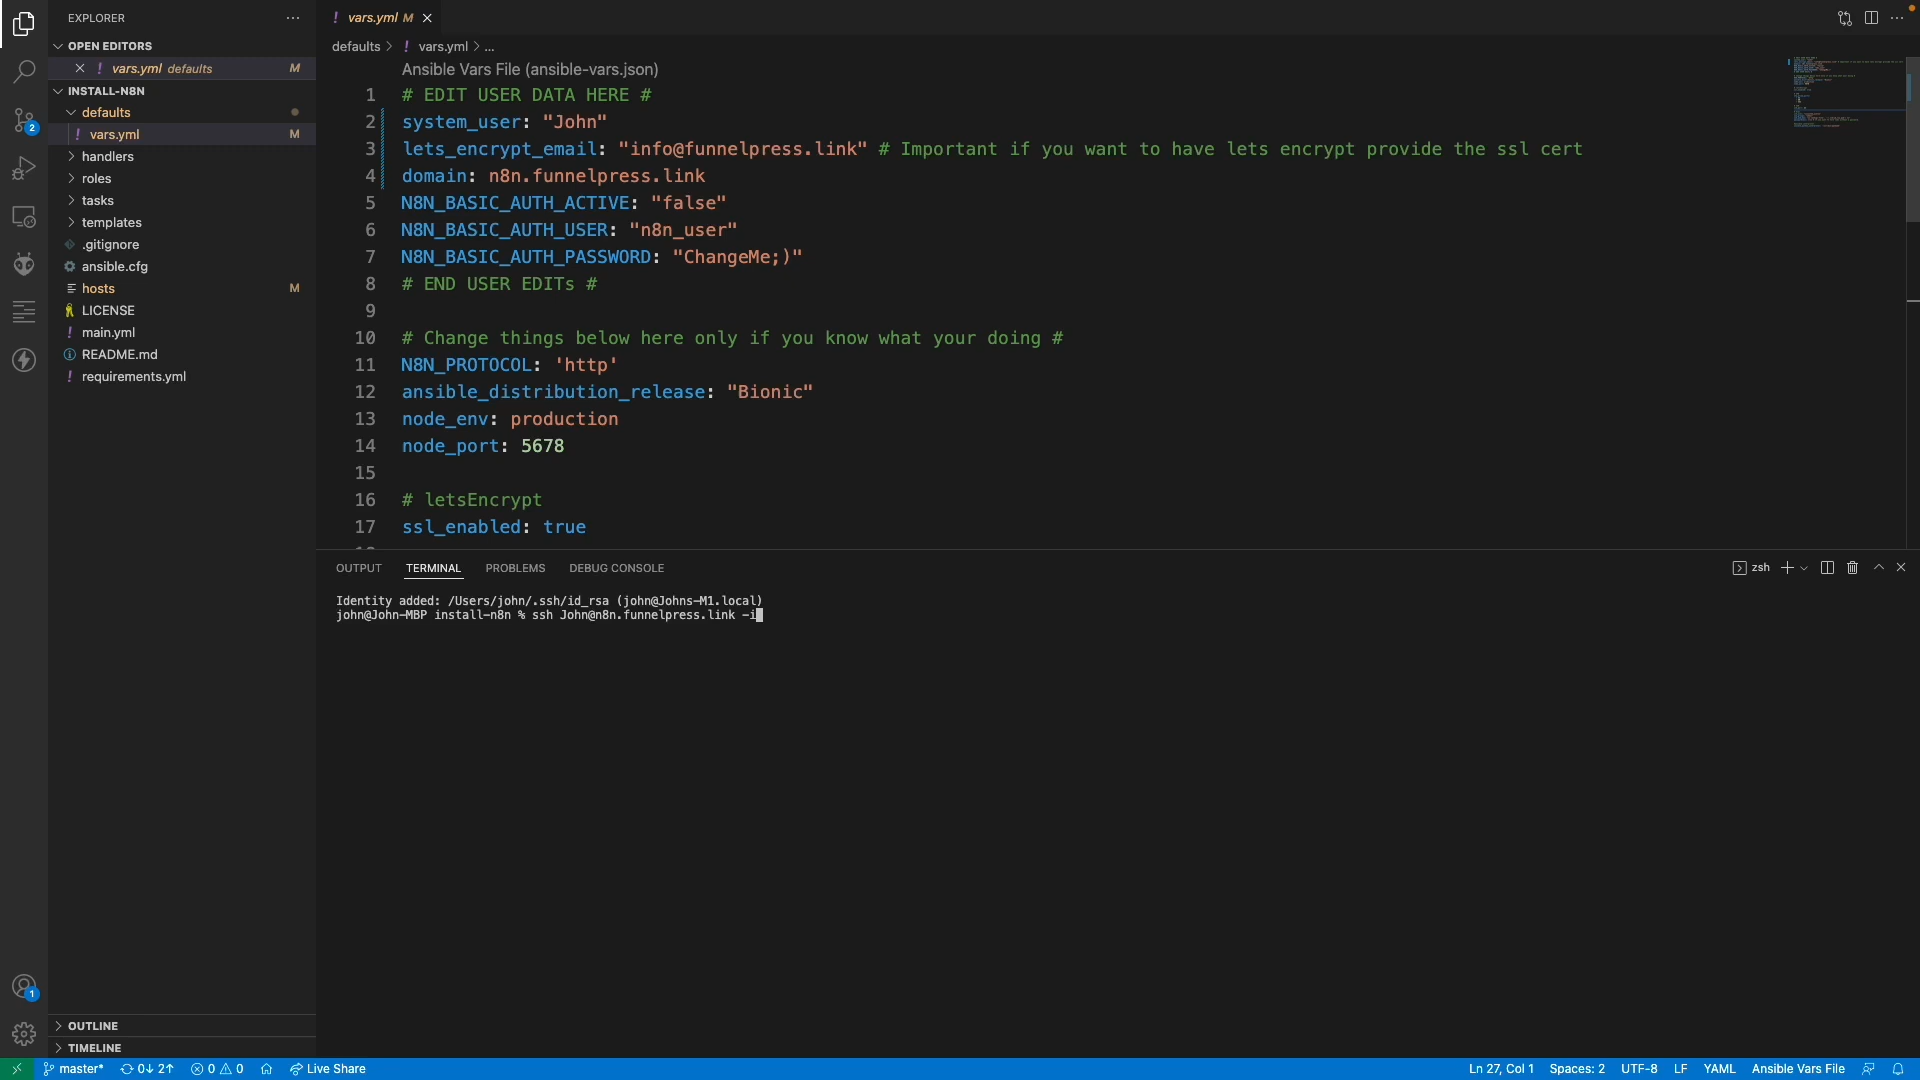 EXPLORER
OPEN EDITORS
vars.yml defaults M
INSTALL-N8N
defaults
vars.yml M
handlers
roles
tasks
templates
.gitignore
ansible.cfg
hosts M
LICENSE
main.yml
README.md
requirements.yml
OUTLINE
TIMELINE
vars.yml M
defaults > ! vars.yml > ...
Ansible Vars File (ansible-vars.json)
1 # EDIT USER DATA HERE #
2 system_user: "John"
3 lets_encrypt_email: "info@funnelpress.link" # Important if you want to have lets encrypt provide the ssl cert
4 domain: n8n.funnelpress.link
5 N8N_BASIC_AUTH_ACTIVE: "false"
6 N8N_BASIC_AUTH_USER: "n8n_user"
7 N8N_BASIC_AUTH_PASSWORD: "ChangeMe;)"
8 # END USER EDITs #
9
10 # Change things below here only if you know what your doing #
11 N8N_PROTOCOL: 'http'
12 ansible_distribution_release: "Bionic"
13 node_env: production
14 node_port: 5678
15
16 # letsEncrypt
17 ssl_enabled: true
OUTPUT TERMINAL PROBLEMS DEBUG CONSOLE zsh
Identity added: /Users/john/.ssh/id_rsa (john@Johns-M1.local)
john@John-MBP install-n8n % ssh John@n8n.funnelpress.link -i
2
1
master* 0↓ 2↑ 0 0 Live Share Ln 27, Col 1 Spaces: 2 UTF-8 LF YAML Ansible Vars File